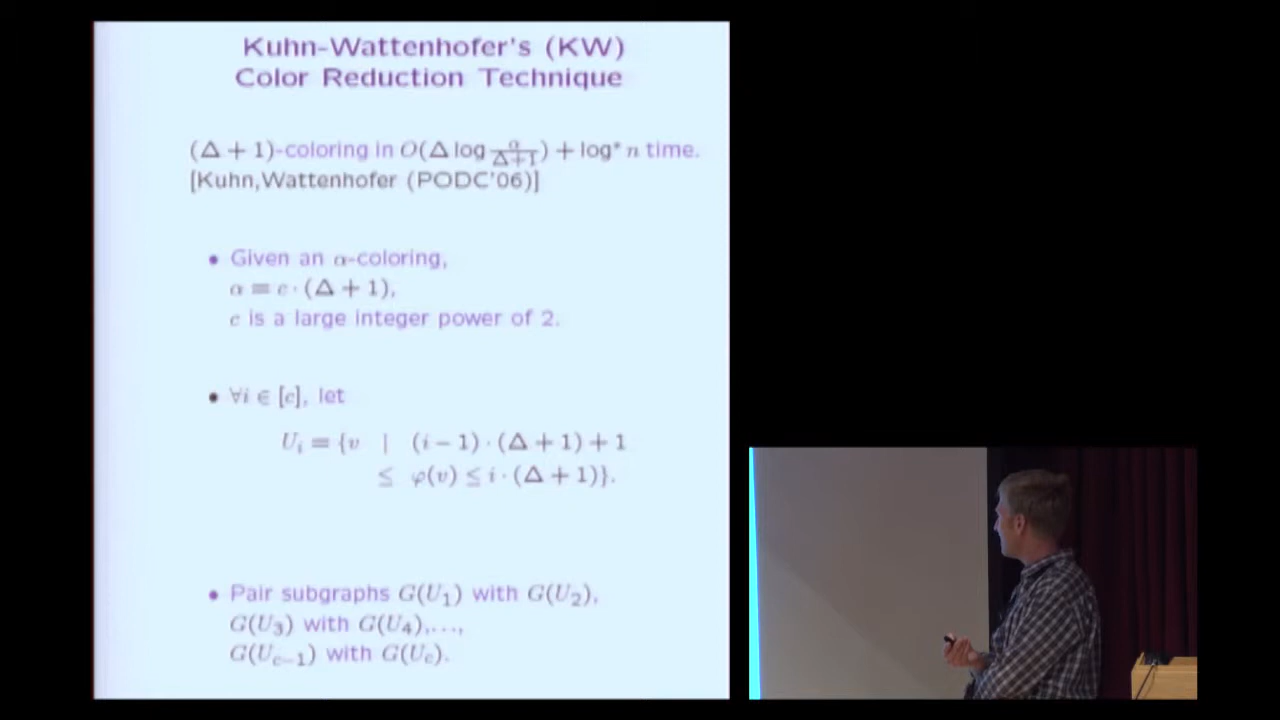 Kuhn-Wattenhofer's (KW)
Color Reduction Technique
(Δ + 1)-coloring in O(Δ log α/(Δ+1)) + log* n time.
[Kuhn,Wattenhofer (PODC'06)]
• Given an α-coloring,
α = c · (Δ + 1),
c is a large integer power of 2.
• ∀i ∈ [c], let
U_i = {v | (i − 1) · (Δ + 1) + 1
≤ φ(v) ≤ i · (Δ + 1)}.
• Pair subgraphs G(U_1) with G(U_2),
G(U_3) with G(U_4),...,
G(U_{c−1}) with G(U_c).